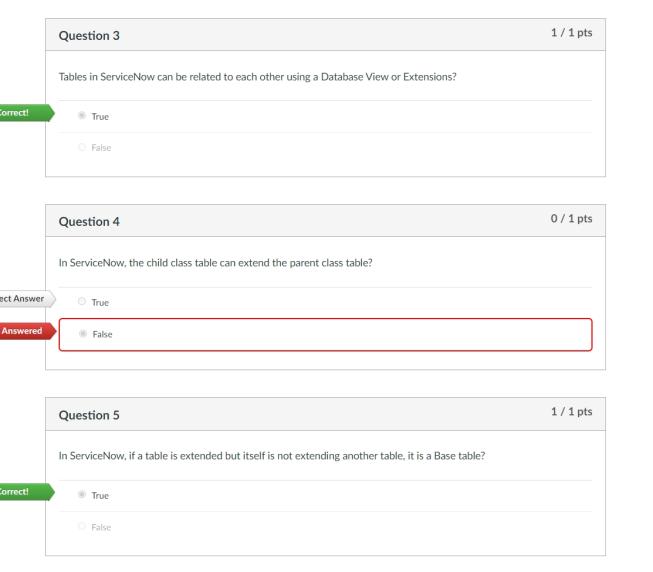 Question 3
1 / 1 pts
Tables in ServiceNow can be related to each other using a Database View or Extensions?
orrect!
True
False
Question 4
0 / 1 pts
In ServiceNow, the child class table can extend the parent class table?
ect Answer
True
Answered
False
Question 5
1 / 1 pts
In ServiceNow, if a table is extended but itself is not extending another table, it is a Base table?
orrect!
True
False